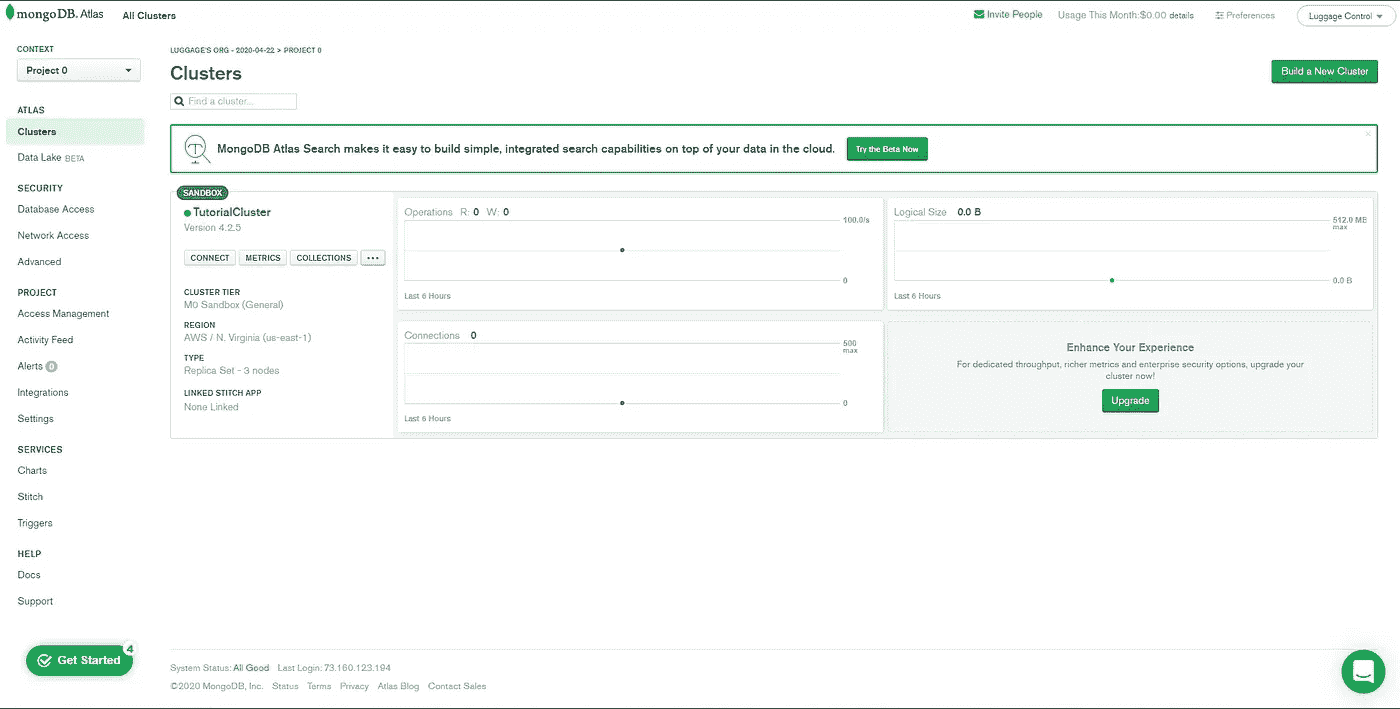 mongoDB. Atlas All Clusters Invite People Usage This Month:$0.00 details Preferences Luggage Control
CONTEXT
Project 0
ATLAS
Clusters
Data Lake BETA
SECURITY
Database Access
Network Access
Advanced
PROJECT
Access Management
Activity Feed
Alerts 0
Integrations
Settings
SERVICES
Charts
Stitch
Triggers
HELP
Docs
Support
Get Started 4
LUGGAGE'S ORG - 2020-04-22 > PROJECT 0
Clusters
Build a New Cluster
Find a cluster...
MongoDB Atlas Search makes it easy to build simple, integrated search capabilities on top of your data in the cloud. Try the Beta Now
SANDBOX
TutorialCluster
Version 4.2.5
CONNECT METRICS COLLECTIONS ...
CLUSTER TIER
M0 Sandbox (General)
REGION
AWS / N. Virginia (us-east-1)
TYPE
Replica Set - 3 nodes
LINKED STITCH APP
None Linked
Operations R: 0 W: 0
100.0/s
0
Last 6 Hours
Logical Size 0.0 B
512.0 MB
max
0.0 B
Last 6 Hours
Connections 0
500
max
0
Last 6 Hours
Enhance Your Experience
For dedicated throughput, richer metrics and enterprise security options, upgrade your
cluster now!
Upgrade
System Status: All Good Last Login: 73.160.123.194
©2020 MongoDB, Inc. Status Terms Privacy Atlas Blog Contact Sales